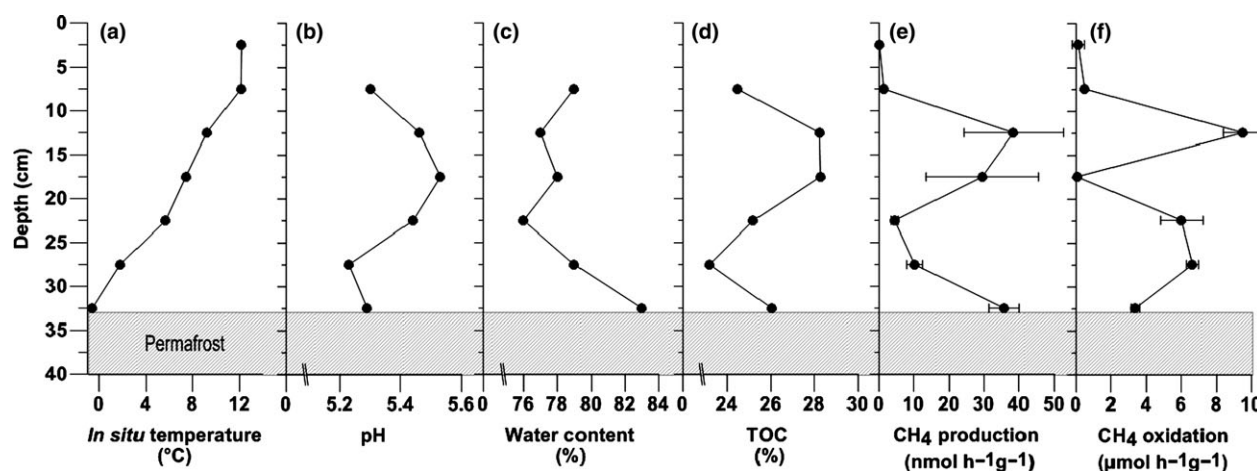 (a) (b) (c) (d) (e) (f)
0
5
10
15
20
25
30
35
40
Depth (cm)
Permafrost
0 4 8 12 0 5.2 5.4 5.6 0 76 78 80 82 84 0 24 26 28 30 0 10 20 30 40 50 0 2 4 6 8 10
In situ temperature pH Water content TOC CH4 production CH4 oxidation
(°C) (%) (%) (nmol h−1g−1) (μmol h−1g−1)